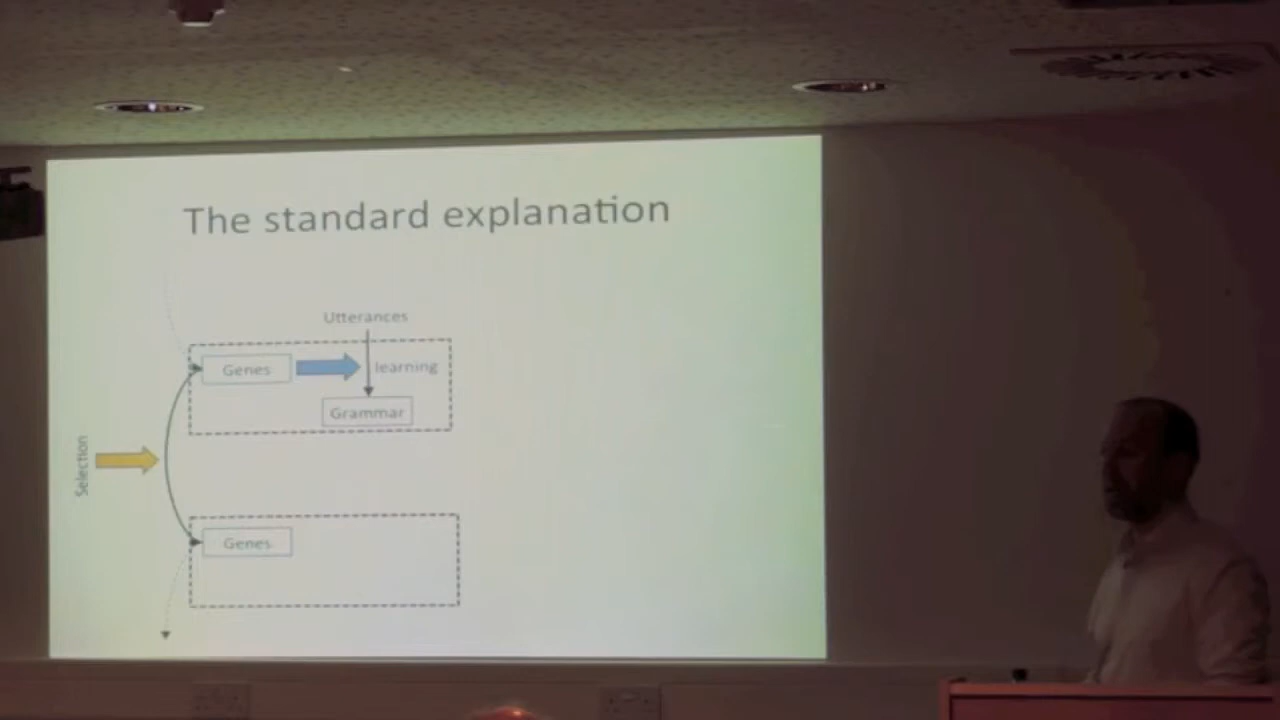 The standard explanation
Utterances
Genes
learning
Grammar
Selection
Genes